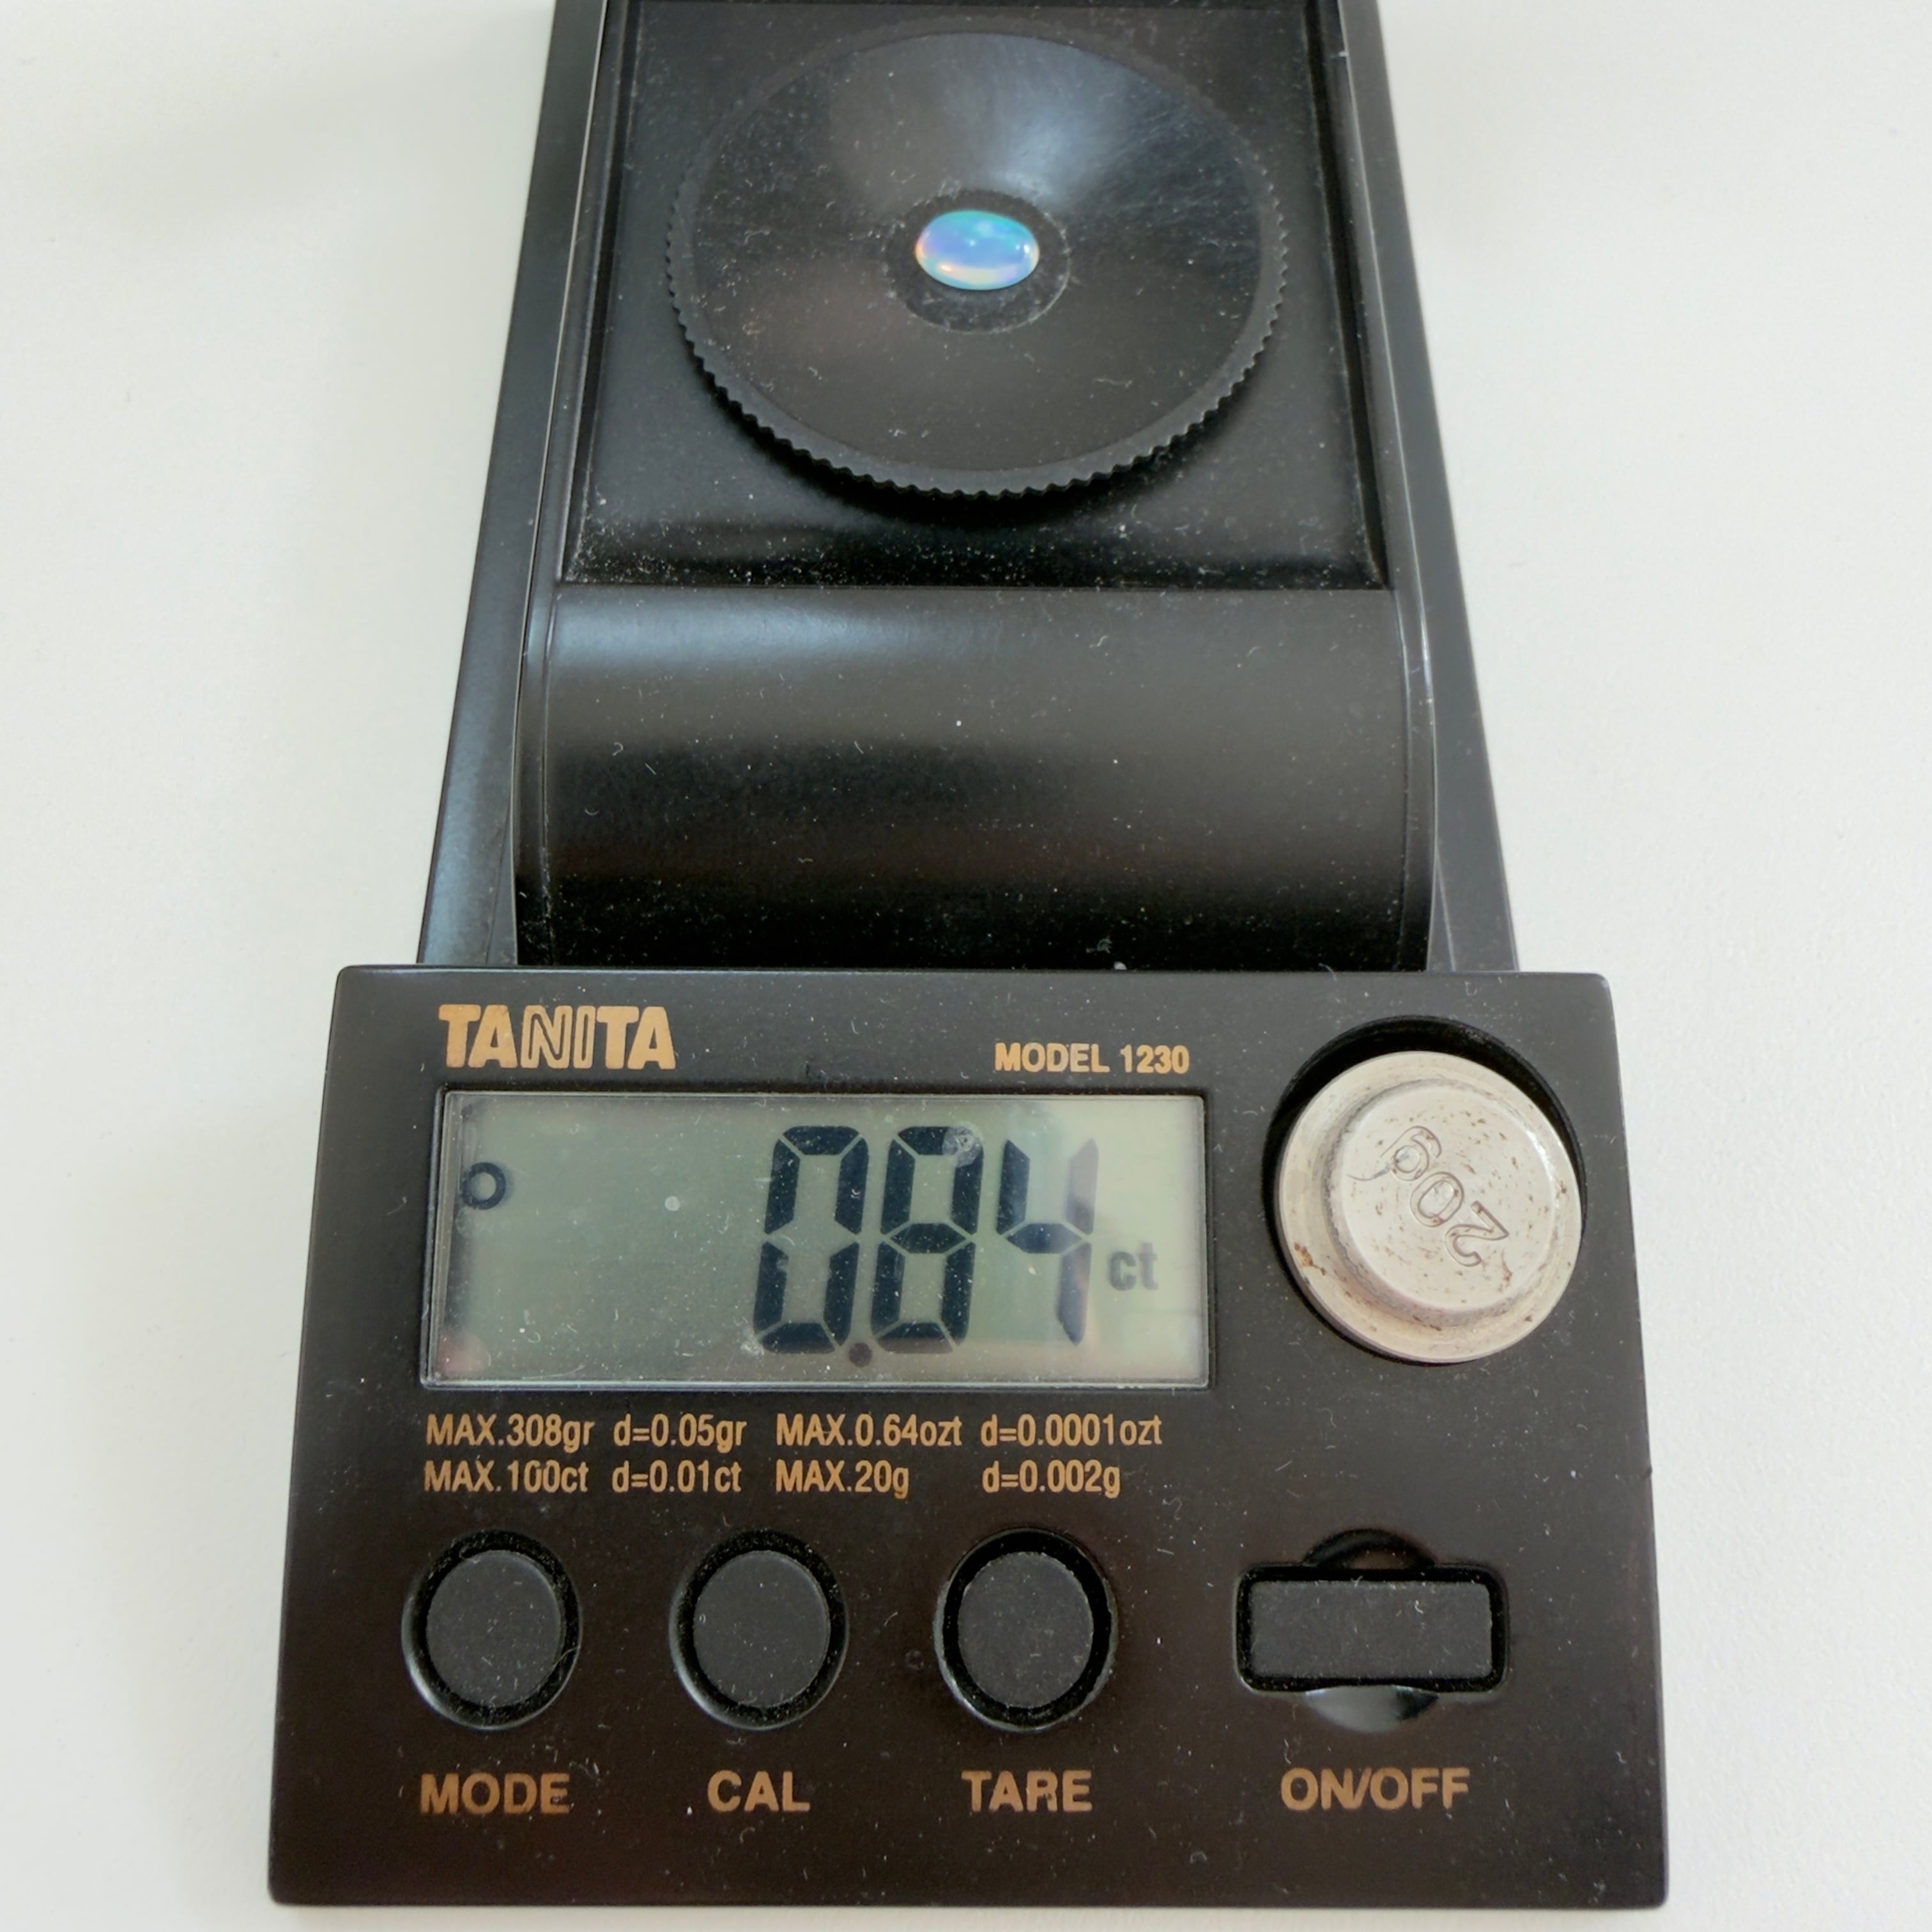 TANITA
MODEL 1230
0.84 ct
20g
MAX.308gr d=0.05gr MAX.0.64ozt d=0.0001ozt
MAX.100ct d=0.01ct MAX.20g d=0.002g
MODE CAL TARE ON/OFF